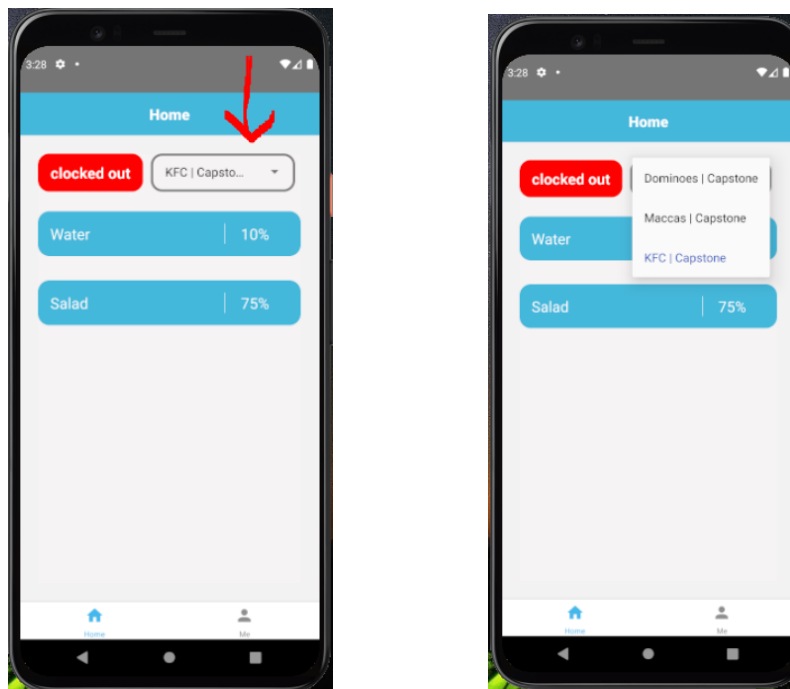 3:28
Home
clocked out
KFC | Capsto...
Water
10%
Salad
75%
Home
Me
3:28
Home
clocked out
Dominoes | Capstone
Maccas | Capstone
KFC | Capstone
Water
Salad
75%
Home
Me